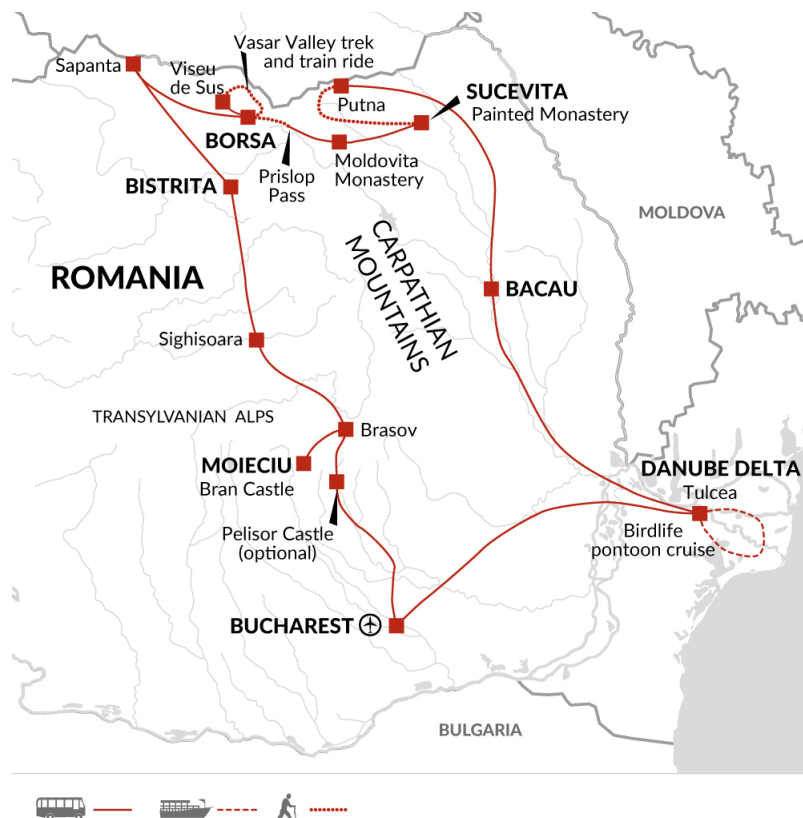 Vasar Valley trek
and train ride
Sapanta
Viseu
de Sus
Putna
SUCEVITA
Painted Monastery
BORSA
Prislop
Pass
Moldovita
Monastery
BISTRITA
MOLDOVA
CARPATHIAN
MOUNTAINS
ROMANIA
BACAU
Sighisoara
TRANSYLVANIAN ALPS
Brasov
MOIECIU
Bran Castle
DANUBE DELTA
Tulcea
Pelisor Castle
(optional)
Birdlife
pontoon cruise
BUCHAREST
BULGARIA